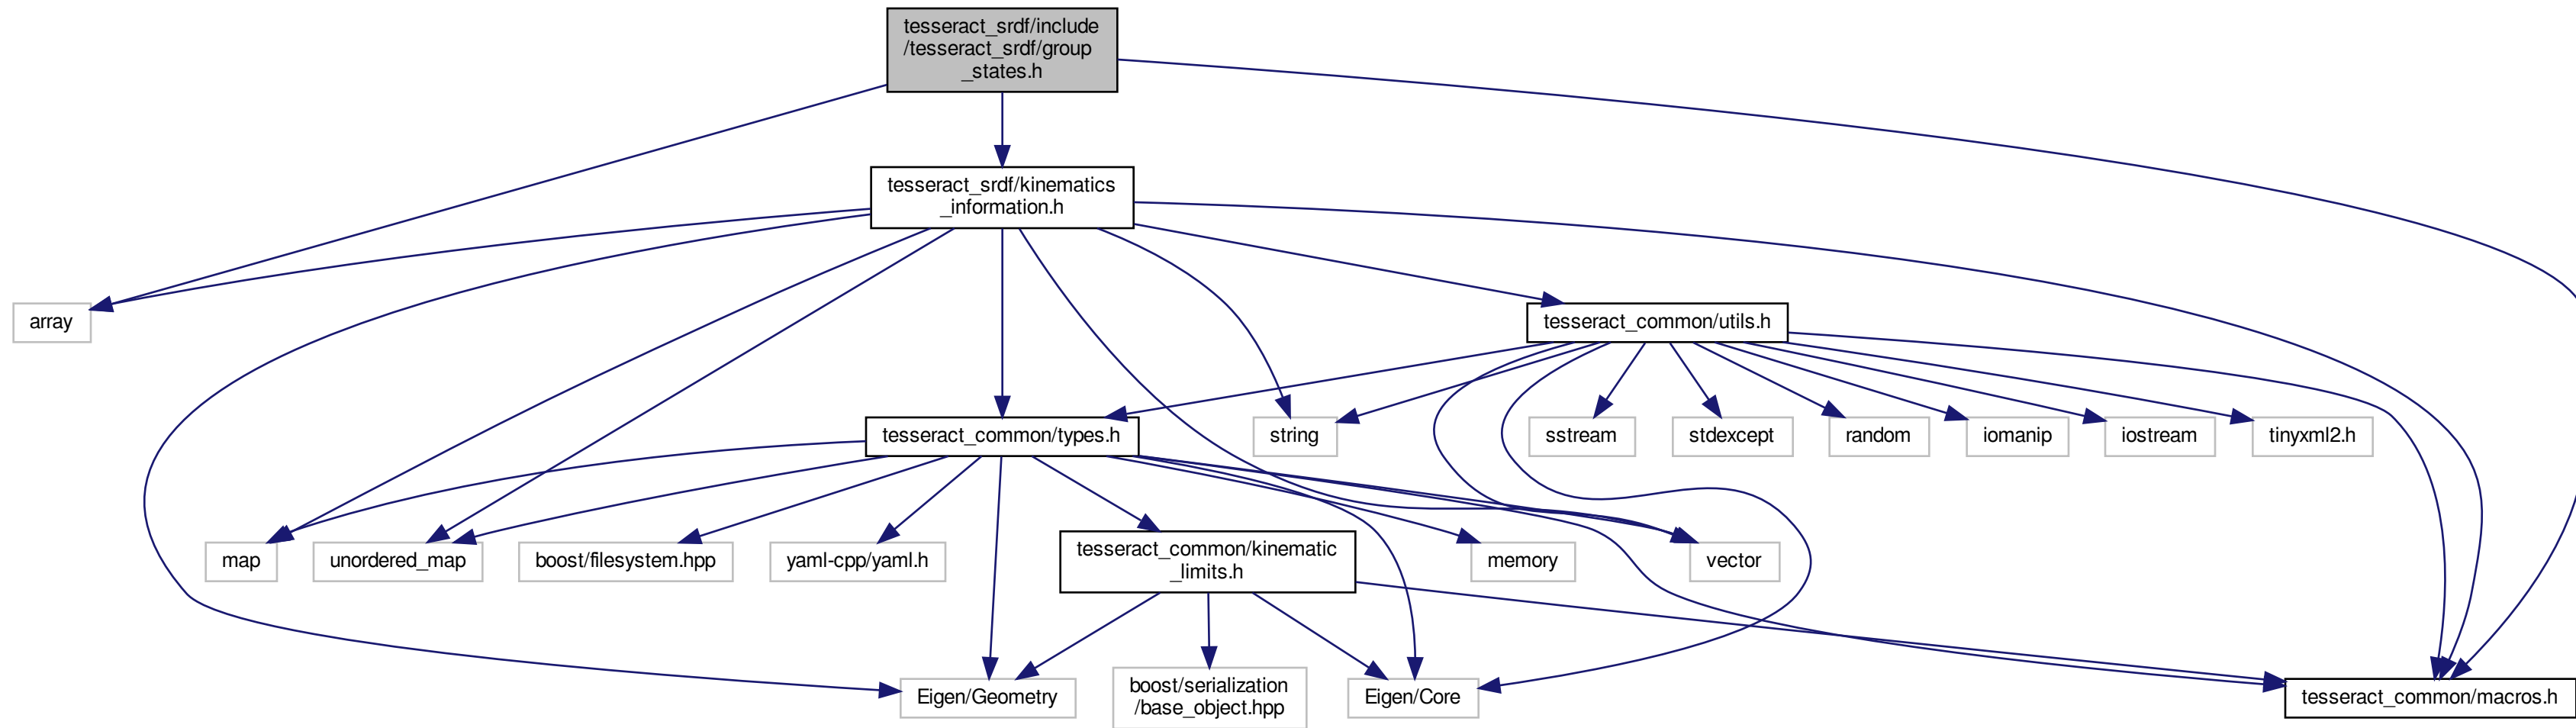 tesseract_srdf/include
/tesseract_srdf/group
_states.h
tesseract_srdf/kinematics
_information.h
array
tesseract_common/utils.h
tesseract_common/types.h
string
sstream
stdexcept
random
iomanip
iostream
tinyxml2.h
map
unordered_map
boost/filesystem.hpp
yaml-cpp/yaml.h
tesseract_common/kinematic
_limits.h
memory
vector
Eigen/Geometry
boost/serialization
/base_object.hpp
Eigen/Core
tesseract_common/macros.h